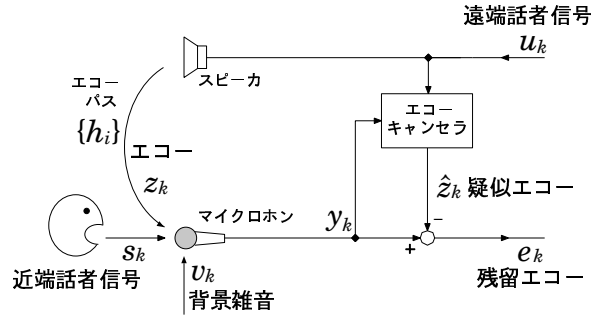 遠端話者信号
u_k
スピーカ
エコー
パス
{h_i}
エコー
z_k
エコー
キャンセラ
ẑ_k 疑似エコー
−
マイクロホン
y_k
+
s_k
近端話者信号
v_k
背景雑音
e_k
残留エコー